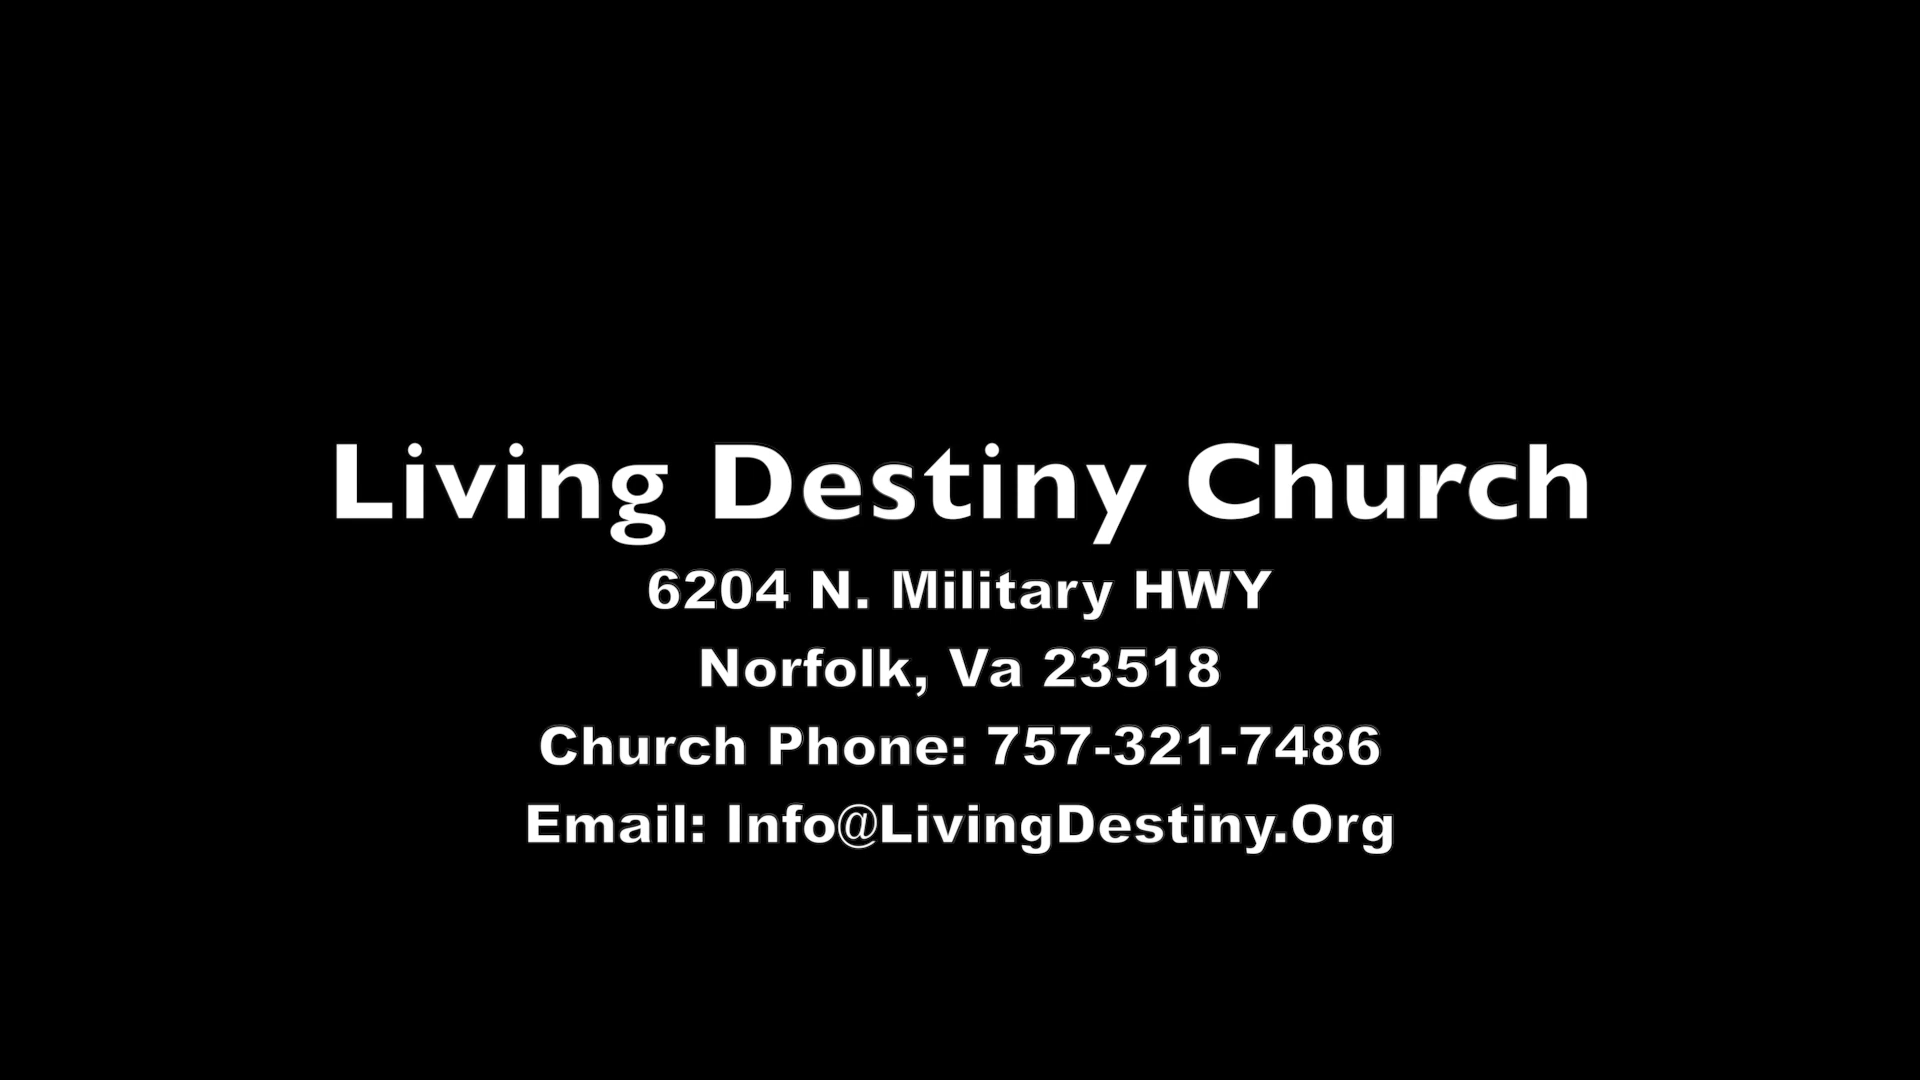 Living Destiny Church
6204 N. Military HWY
Norfolk, Va 23518
Church Phone: 757-321-7486
Email: Info@LivingDestiny.Org